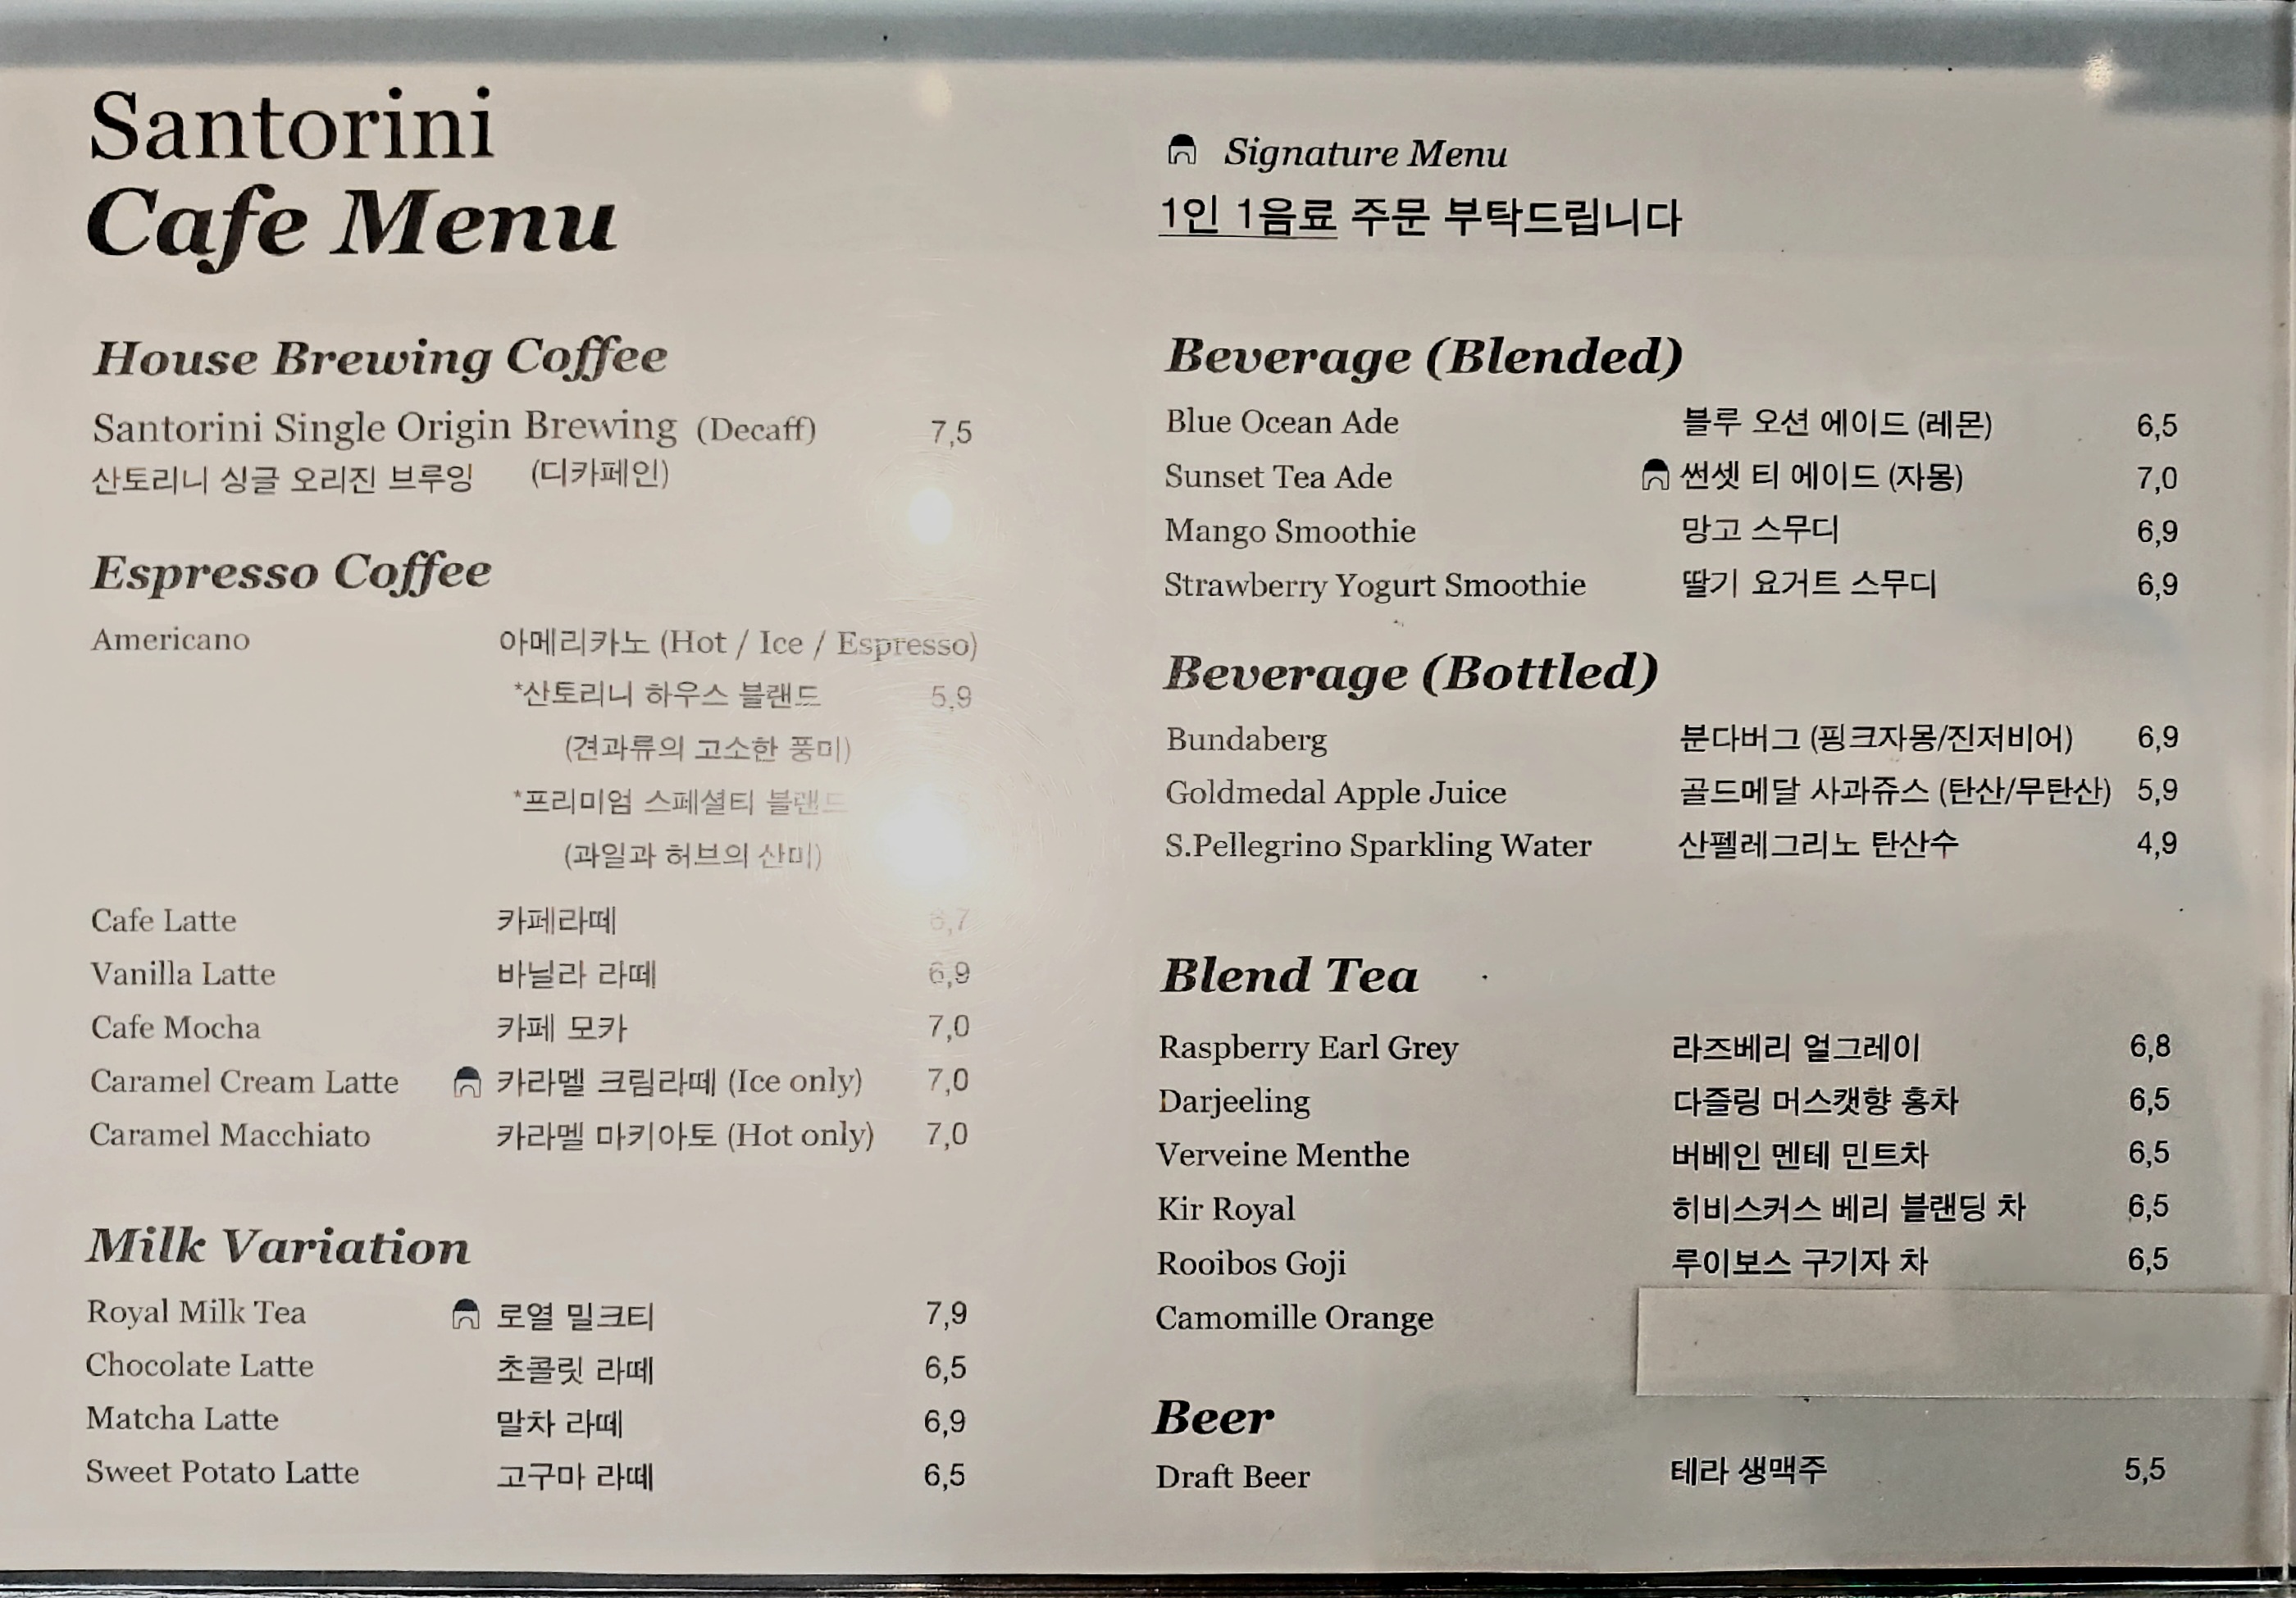 Santorini
Cafe Menu
House Brewing Coffee
Santorini Single Origin Brewing (Decaff) 7,5
산토리니 싱글 오리진 브루잉 (디카페인)
Espresso Coffee
Americano 아메리카노 (Hot / Ice / Espresso)
*산토리니 하우스 블랜드 5,9
(견과류의 고소한 풍미)
*프리미엄 스페셜티 블랜드
(과일과 허브의 산미)
Cafe Latte 카페라떼 6,7
Vanilla Latte 바닐라 라떼 6,9
Cafe Mocha 카페 모카 7,0
Caramel Cream Latte 카라멜 크림라떼 (Ice only) 7,0
Caramel Macchiato 카라멜 마키아토 (Hot only) 7,0
Milk Variation
Royal Milk Tea 로열 밀크티 7,9
Chocolate Latte 초콜릿 라떼 6,5
Matcha Latte 말차 라떼 6,9
Sweet Potato Latte 고구마 라떼 6,5
Signature Menu
1인 1음료 주문 부탁드립니다
Beverage (Blended)
Blue Ocean Ade 블루 오션 에이드 (레몬) 6,5
Sunset Tea Ade 썬셋 티 에이드 (자몽) 7,0
Mango Smoothie 망고 스무디 6,9
Strawberry Yogurt Smoothie 딸기 요거트 스무디 6,9
Beverage (Bottled)
Bundaberg 분다버그 (핑크자몽/진저비어) 6,9
Goldmedal Apple Juice 골드메달 사과쥬스 (탄산/무탄산) 5,9
S.Pellegrino Sparkling Water 산펠레그리노 탄산수 4,9
Blend Tea
Raspberry Earl Grey 라즈베리 얼그레이 6,8
Darjeeling 다즐링 머스캣향 홍차 6,5
Verveine Menthe 버베인 멘테 민트차 6,5
Kir Royal 히비스커스 베리 블랜딩 차 6,5
Rooibos Goji 루이보스 구기자 차 6,5
Camomille Orange
Beer
Draft Beer 테라 생맥주 5,5